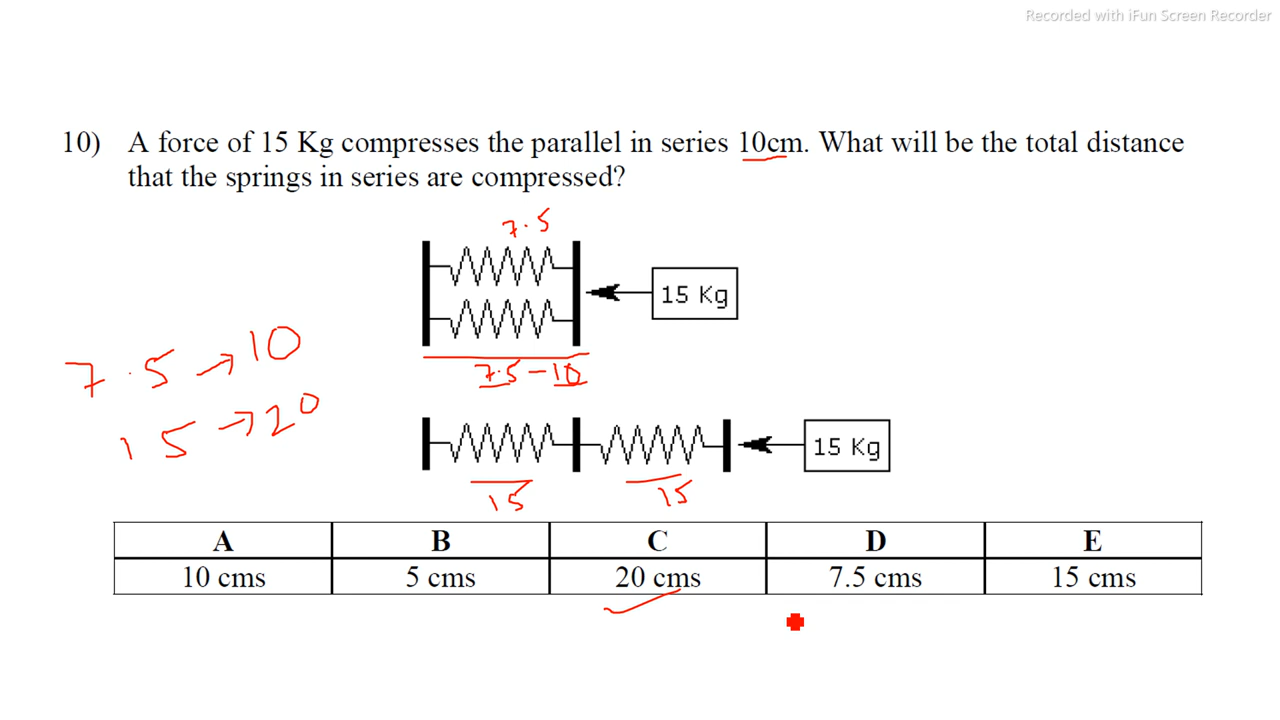 Recorded with iFun Screen Recorder
10) A force of 15 Kg compresses the parallel in series 10cm. What will be the total distance
that the springs in series are compressed?
7.5
15 Kg
7.5 - 10
7.5 → 10
15 → 20
15 Kg
15 15
A B C D E
10 cms 5 cms 20 cms 7.5 cms 15 cms